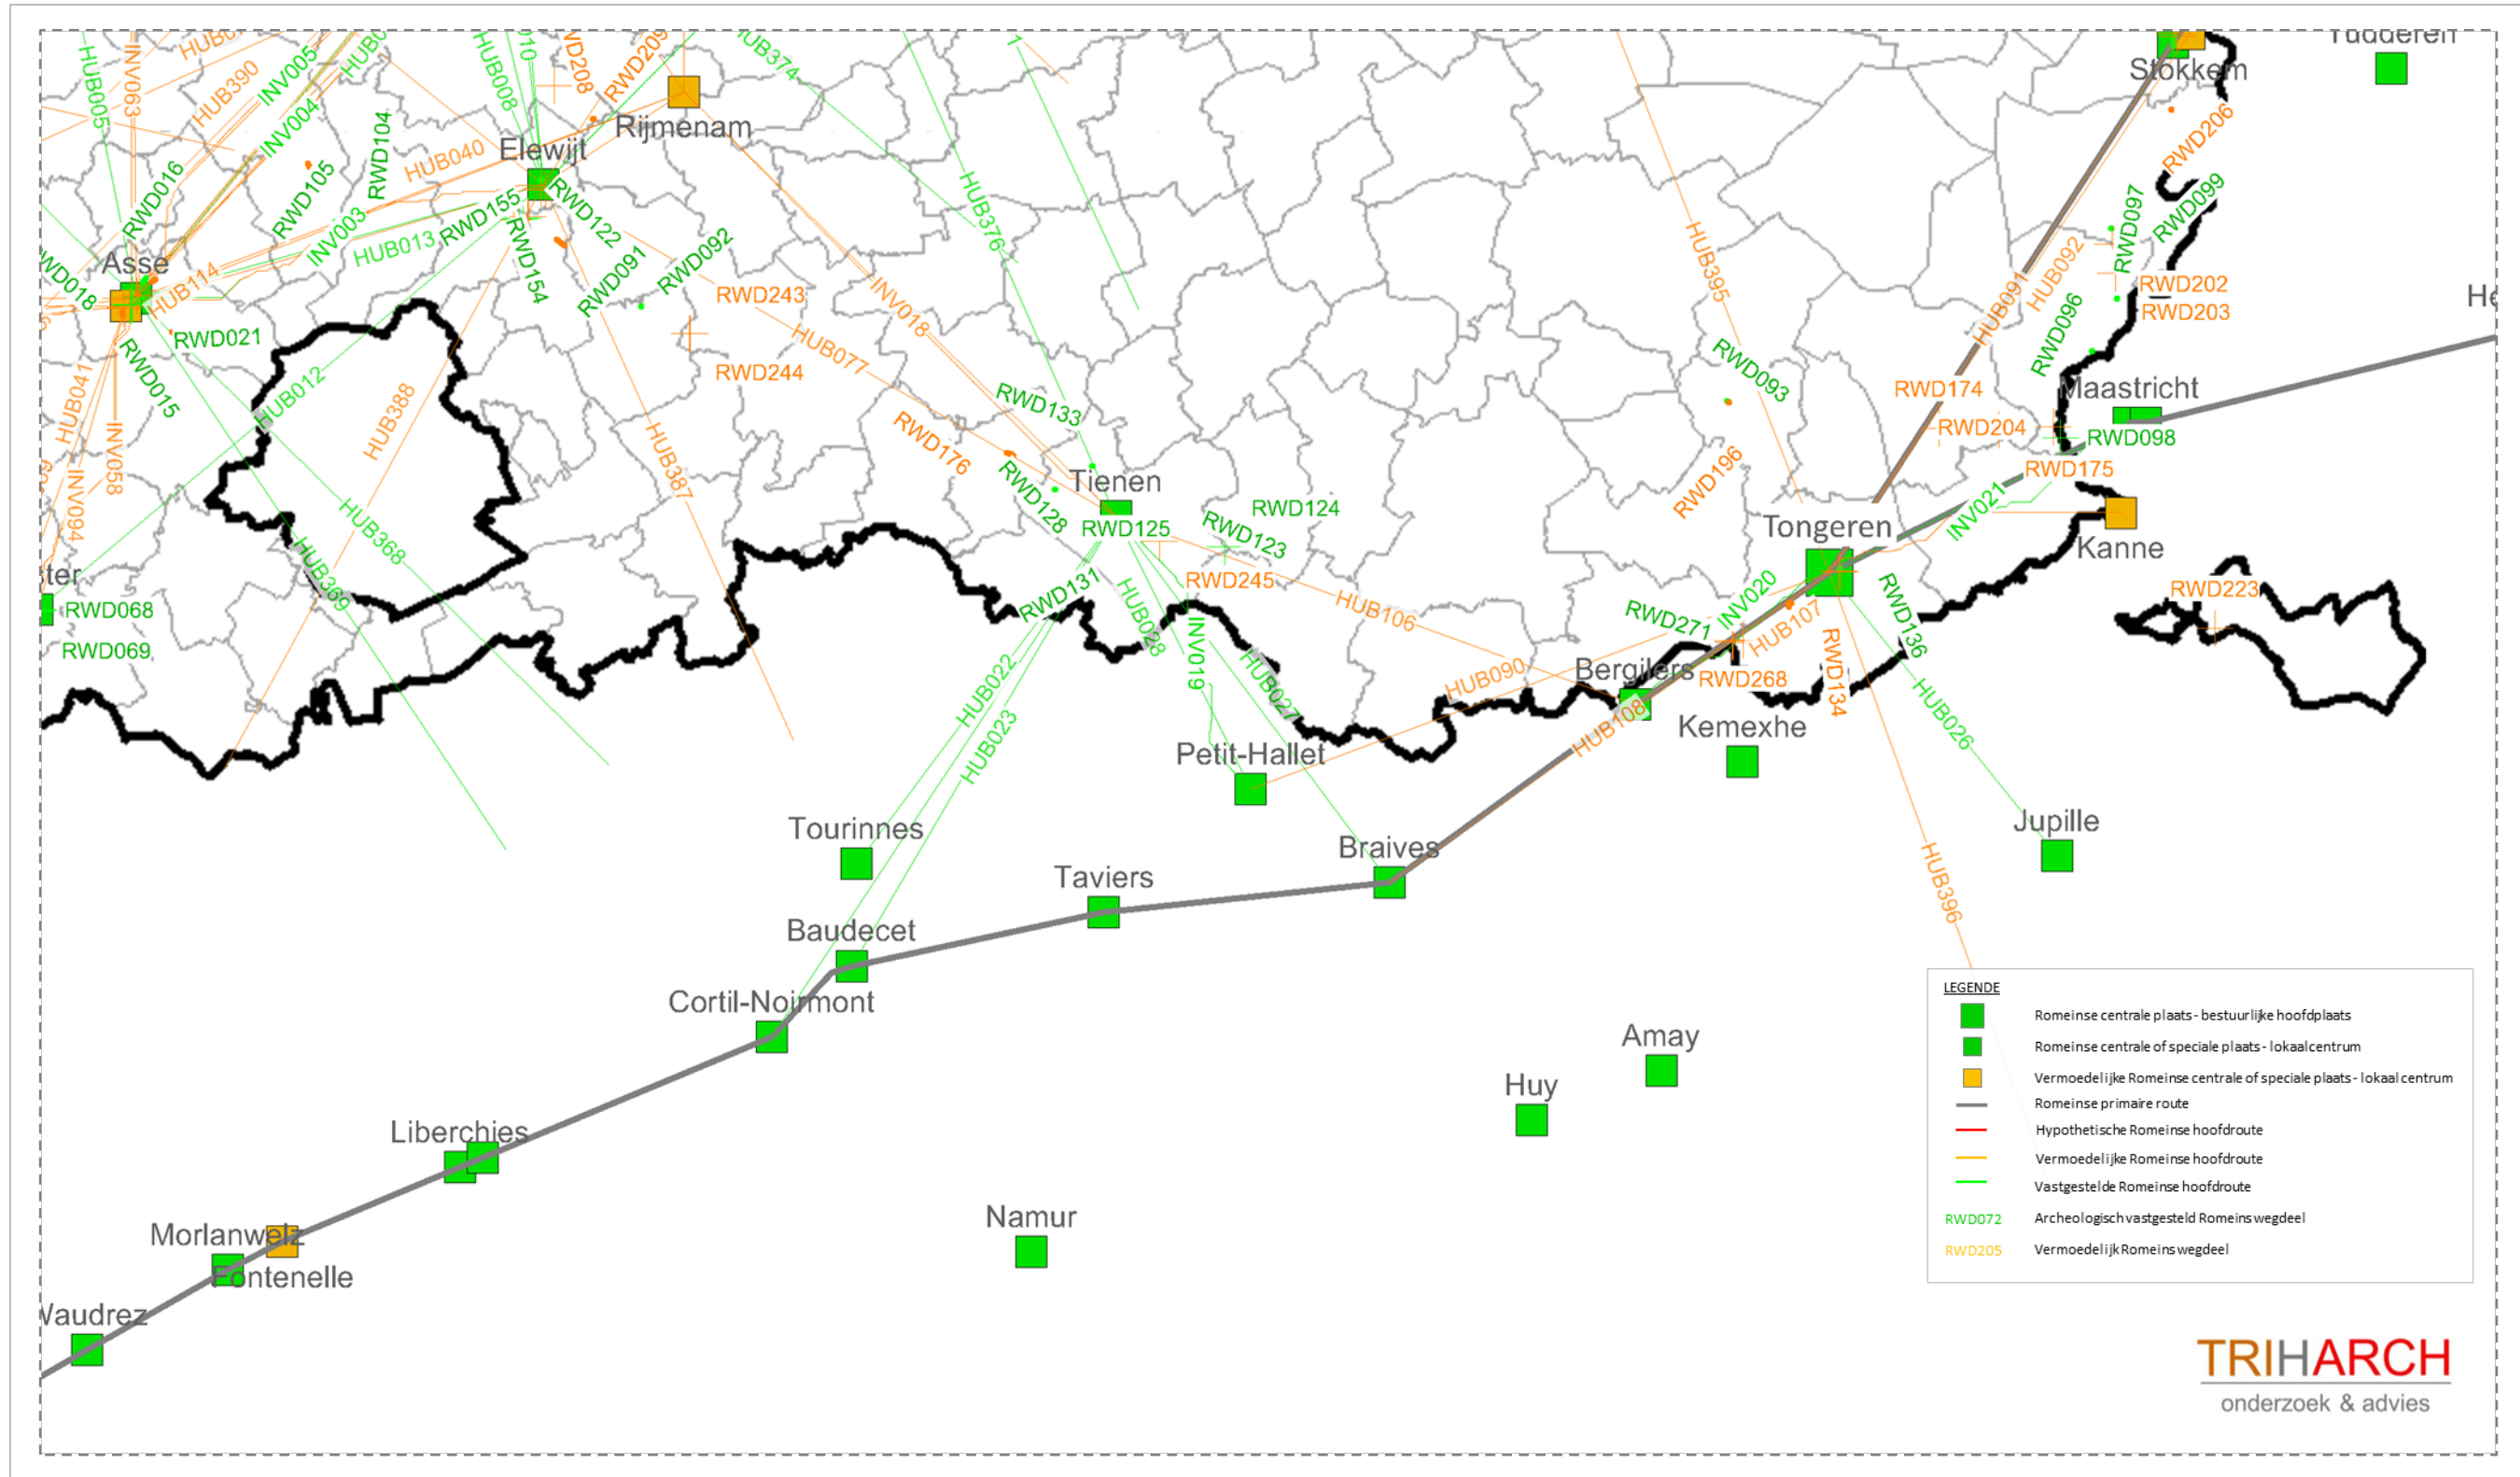 HUB005
INV063
HUB390
INV005
INV004
HUB008
RWD209
HUB374
Tudderen
Stokkem
RWD206
Rijmenam
Elewijt
RWD104
HUB040
RWD016
RWD105
INV003
HUB013
RWD155
RWD122
RWD154
RWD091
RWD092
HUB376
HUB395
RWD097
RWD099
HUB092
HUB091
RWD202
RWD203
RWD096
Asse
HUB114
RWD021
RWD015
RWD243
INV018
HUB077
RWD244
HUB041
INV058
INV064
HUB012
HUB388
HUB387
HUB368
HUB369
RWD133
RWD176
RWD128
Tienen
RWD125
RWD123
RWD124
RWD245
RWD131
HUB028
INV019
HUB027
HUB106
RWD093
RWD196
RWD174
RWD204
Maastricht
RWD098
RWD175
INV021
Kanne
RWD223
Tongeren
INV020
RWD271
HUB107
RWD268
RWD134
RWD136
HUB026
HUB090
Bergilers
HUB108
Kemexhe
RWD068
RWD069
HUB022
HUB023
Petit-Hallet
Tourinnes
Taviers
Braives
Jupille
HUB396
Baudecet
Cortil-Noirmont
Amay
Huy
Liberchies
Namur
Morlanwelz
Fontenelle
LEGENDE
Romeinse centrale plaats - bestuurlijke hoofdplaats
Romeinse centrale of speciale plaats - lokaal centrum
Vermoedelijke Romeinse centrale of speciale plaats - lokaal centrum
Romeinse primaire route
Hypothetische Romeinse hoofdroute
Vermoedelijke Romeinse hoofdroute
Vastgestelde Romeinse hoofdroute
RWD072 Archeologisch vastgesteld Romeins wegdeel
RWD205 Vermoedelijk Romeins wegdeel
TRIHARCH
onderzoek & advies